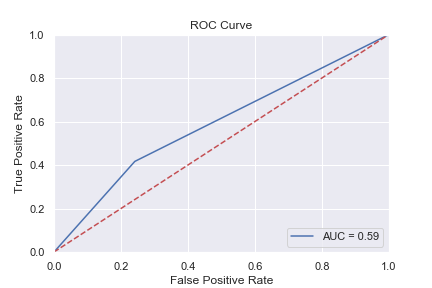 ROC Curve
1.0
0.8
0.6
0.4
0.2
0.0
True Positive Rate
AUC = 0.59
0.0 0.2 0.4 0.6 0.8 1.0
False Positive Rate